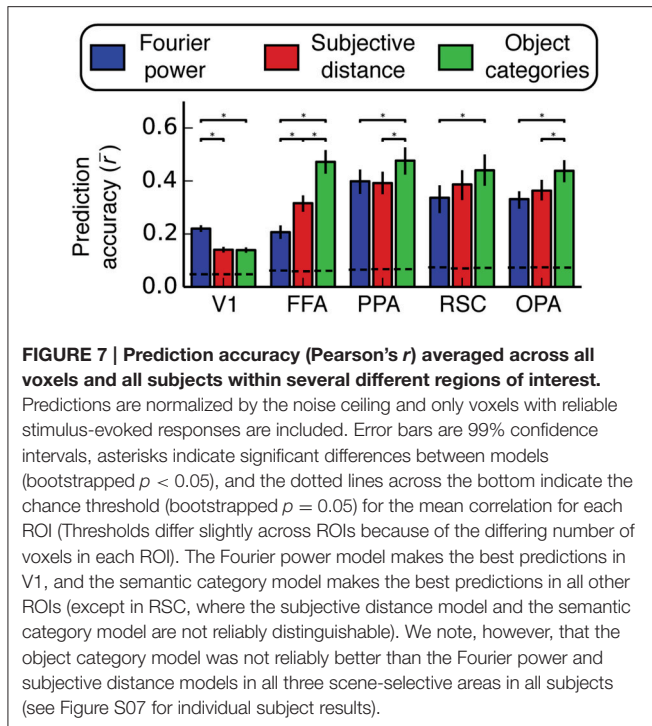 Fourier power
Subjective distance
Object categories
Prediction accuracy (r̄)
0.6
0.4
0.2
0.0
* * * * * * * * * * *
V1 FFA PPA RSC OPA
FIGURE 7 | Prediction accuracy (Pearson's r) averaged across all
voxels and all subjects within several different regions of interest.
Predictions are normalized by the noise ceiling and only voxels with reliable
stimulus-evoked responses are included. Error bars are 99% confidence
intervals, asterisks indicate significant differences between models
(bootstrapped p < 0.05), and the dotted lines across the bottom indicate the
chance threshold (bootstrapped p = 0.05) for the mean correlation for each
ROI (Thresholds differ slightly across ROIs because of the differing number of
voxels in each ROI). The Fourier power model makes the best predictions in
V1, and the semantic category model makes the best predictions in all other
ROIs (except in RSC, where the subjective distance model and the semantic
category model are not reliably distinguishable). We note, however, that the
object category model was not reliably better than the Fourier power and
subjective distance models in all three scene-selective areas in all subjects
(see Figure S07 for individual subject results).